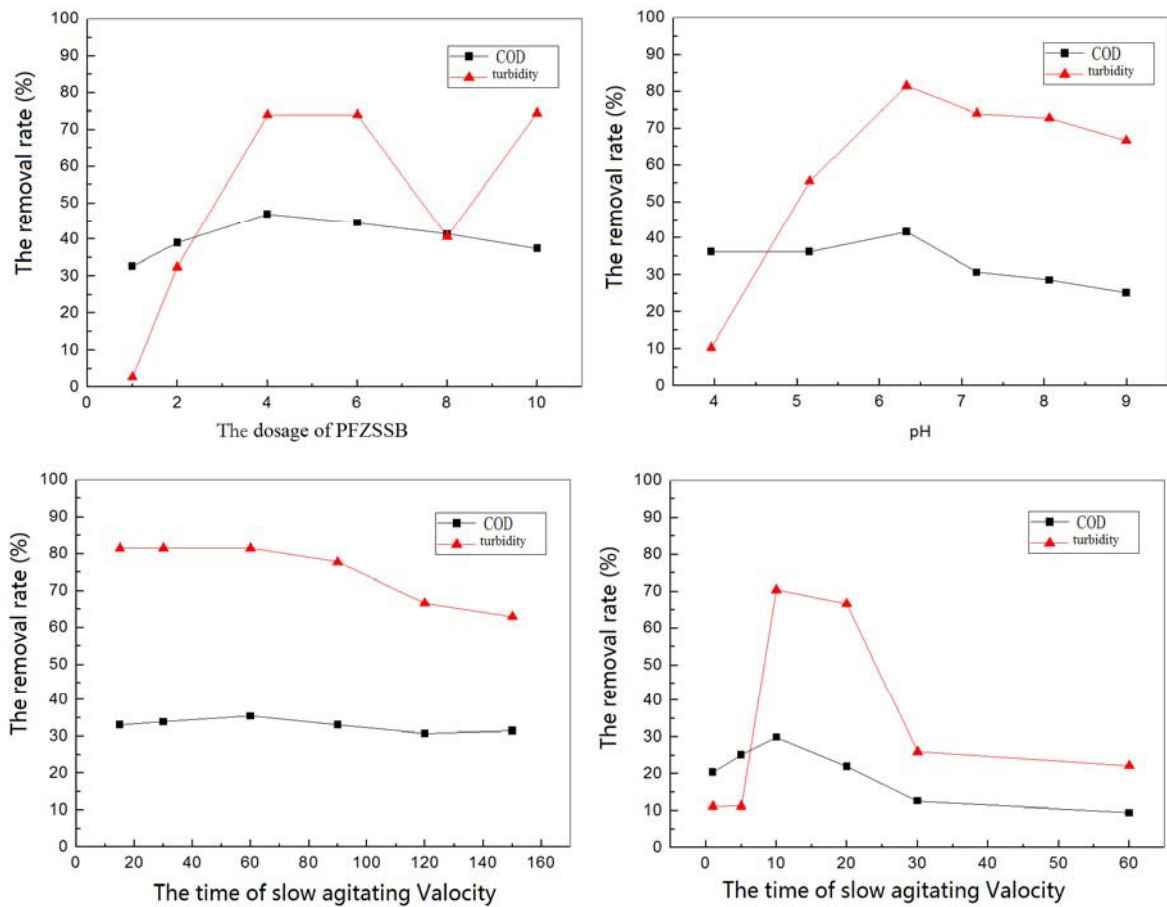 The removal rate (%)
100
90
80
70
60
50
40
30
20
10
0
COD
turbidity
0 2 4 6 8 10
The dosage of PFZSSB
The removal rate (%)
100
90
80
70
60
50
40
30
20
10
0
COD
turbidity
4 5 6 7 8 9
pH
The removal rate (%)
100
90
80
70
60
50
40
30
20
10
0
COD
turbidity
0 20 40 60 80 100 120 140 160
The time of slow agitating Valocity
The removal rate (%)
100
90
80
70
60
50
40
30
20
10
0
COD
turbidity
0 10 20 30 40 50 60
The time of slow agitating Valocity